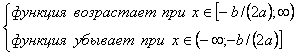 функция возрастает при x∈[-b/(2a);∞)
функция убывает при x∈(-∞;-b/(2a)]